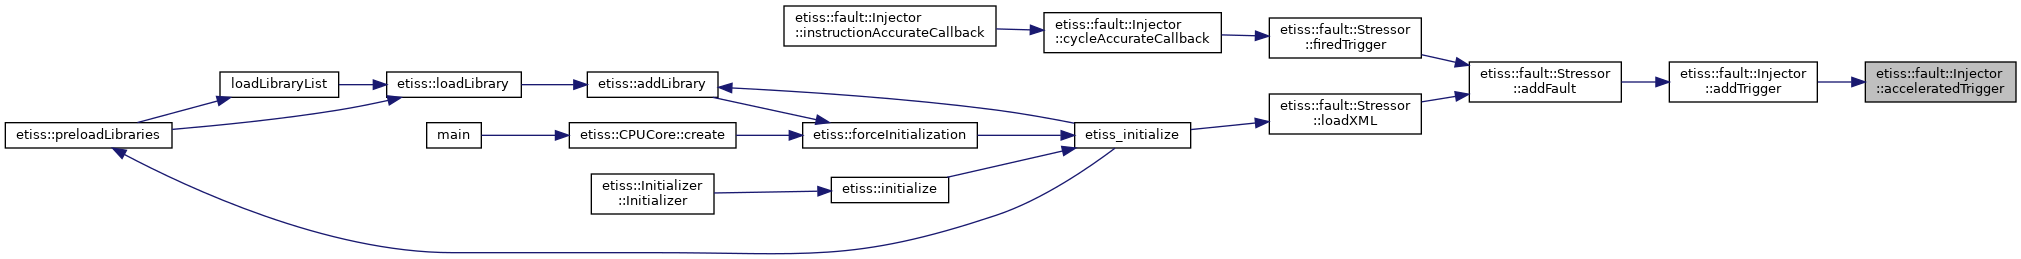 etiss::fault::Injector
::instructionAccurateCallback
etiss::fault::Injector
::cycleAccurateCallback
etiss::fault::Stressor
::firedTrigger
loadLibraryList
etiss::loadLibrary
etiss::addLibrary
etiss::fault::Stressor
::addFault
etiss::fault::Injector
::addTrigger
etiss::fault::Injector
::acceleratedTrigger
etiss::fault::Stressor
::loadXML
etiss::preloadLibraries
main
etiss::CPUCore::create
etiss::forceInitialization
etiss_initialize
etiss::Initializer
::Initializer
etiss::initialize